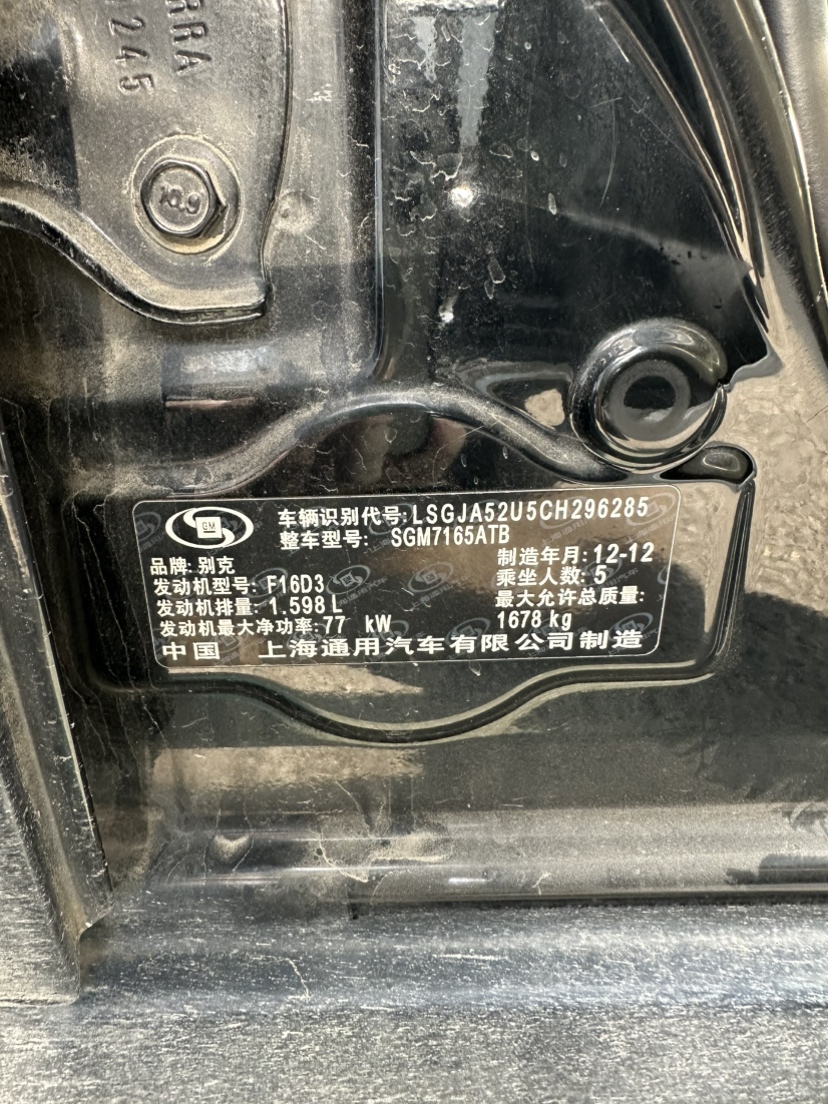 RRA
245
10.9
GM
车辆识别代号:LSGJA52U5CH296285
整车型号: SGM7165ATB
品牌:别克
制造年月:12-12
发动机型号: F16D3
乘坐人数: 5
发动机排量: 1.598 L
最大允许总质量:
1678 kg
发动机最大净功率:77 kW
中国 上海通用汽车有限公司制造